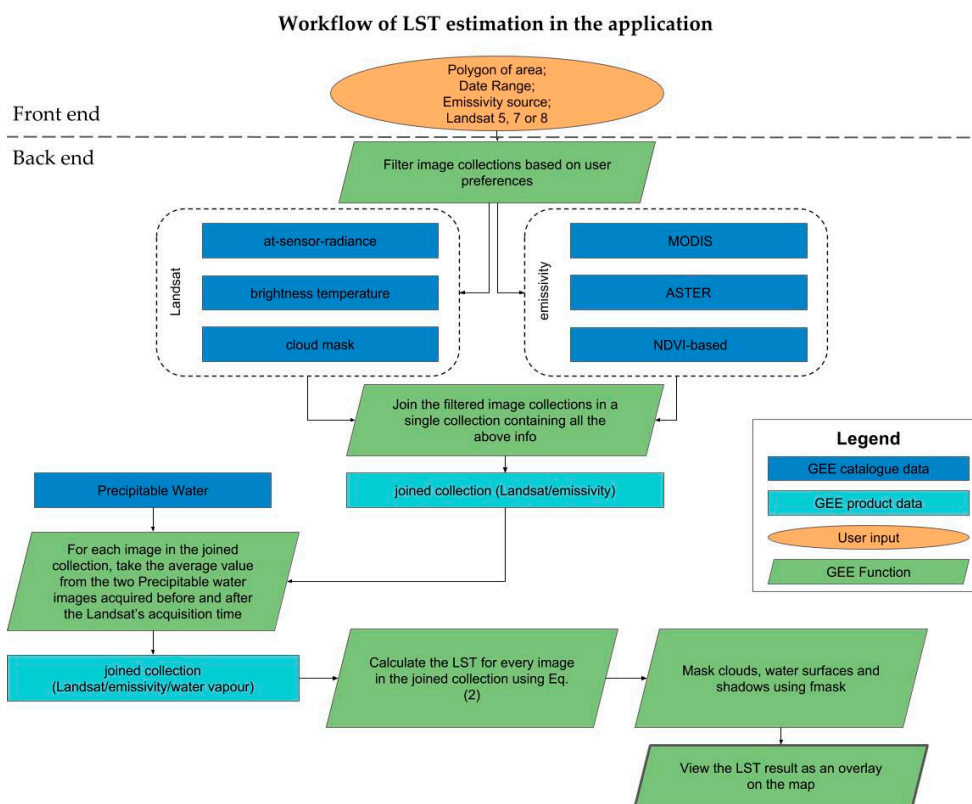 Workflow of LST estimation in the application
Polygon of area;
Date Range;
Emissivity source;
Landsat 5, 7 or 8
Front end
Back end
Filter image collections based on user
preferences
Landsat
at-sensor-radiance
brightness temperature
cloud mask
emissivity
MODIS
ASTER
NDVI-based
Join the filtered image collections in a
single collection containing all the
above info
Legend
GEE catalogue data
GEE product data
User input
GEE Function
Precipitable Water
joined collection (Landsat/emissivity)
For each image in the joined
collection, take the average value
from the two Precipitable water
images acquired before and after
the Landsat's acquisition time
joined collection
(Landsat/emissivity/water vapour)
Calculate the LST for every image
in the joined collection using Eq.
(2)
Mask clouds, water surfaces and
shadows using fmask
View the LST result as an overlay
on the map